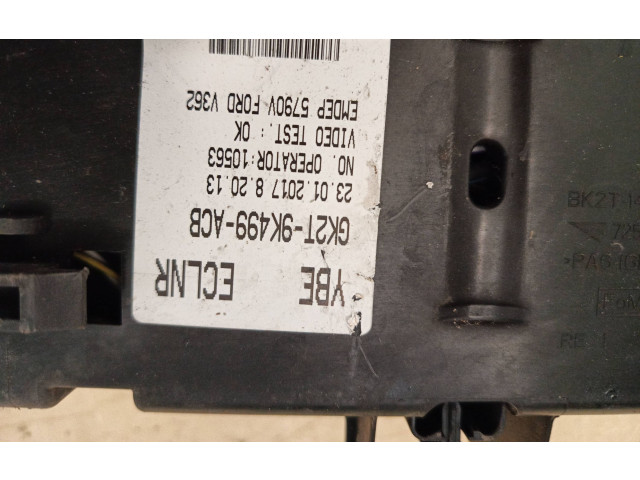 YBE ECLNR
GK2T-9K499-ACB
23.01.2017 8.20.13
NO. OPERATOR:10563
VIDEO TEST.: OK
EMDEP 5790V FORD V362
BK2T